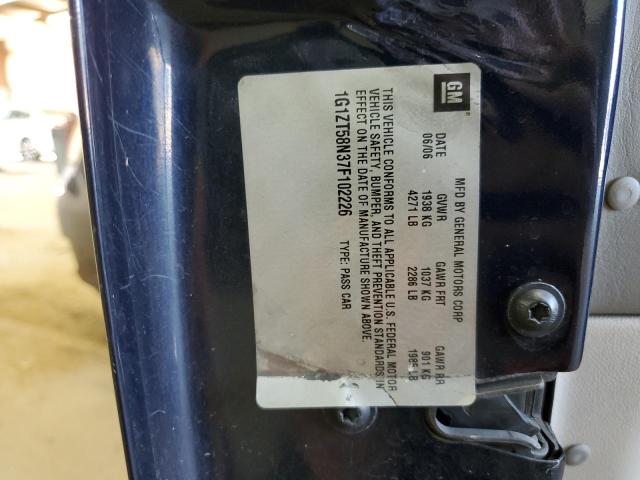 GM
MFD BY GENERAL MOTORS CORP
DATE GVWR GAWR FRT GAWR RR
06/06 1938 KG 1037 KG 901 KG
4271 LB 2286 LB 1985 LB
THIS VEHICLE CONFORMS TO ALL APPLICABLE U.S. FEDERAL MOTOR
VEHICLE SAFETY, BUMPER, AND THEFT PREVENTION STANDARDS IN
EFFECT ON THE DATE OF MANUFACTURE SHOWN ABOVE.
1G1ZT58N37F102226 TYPE: PASS CAR